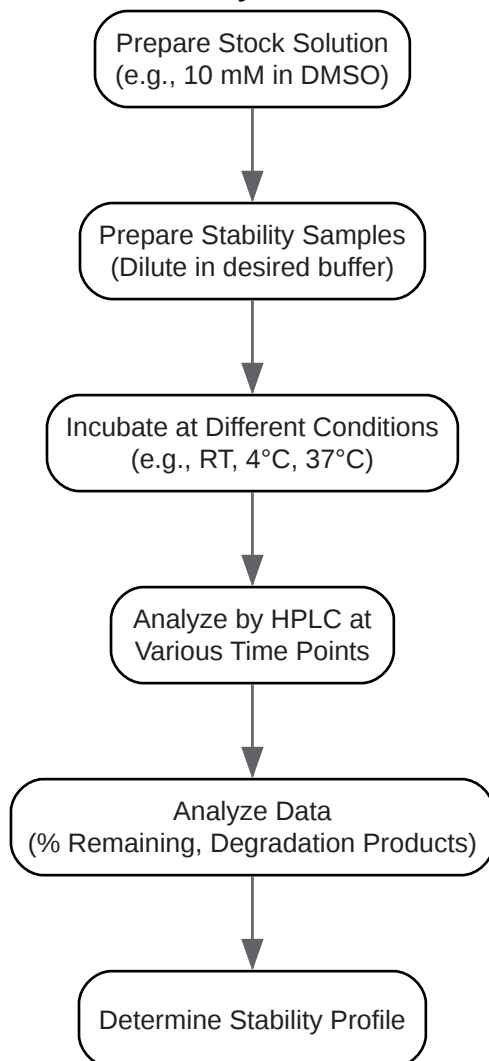 Prepare Stock Solution
(e.g., 10 mM in DMSO)
Prepare Stability Samples
(Dilute in desired buffer)
Incubate at Different Conditions
(e.g., RT, 4°C, 37°C)
Analyze by HPLC at
Various Time Points
Analyze Data
(% Remaining, Degradation Products)
Determine Stability Profile